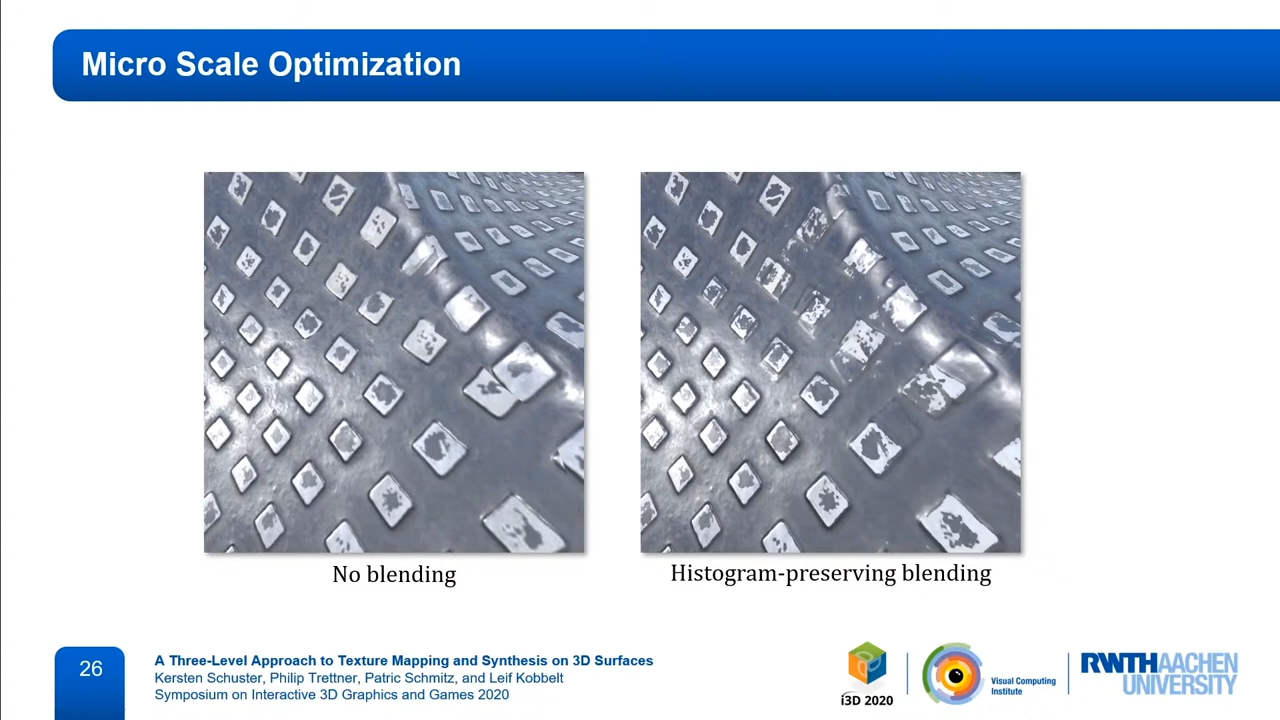 Micro Scale Optimization
No blending
Histogram-preserving blending
26
A Three-Level Approach to Texture Mapping and Synthesis on 3D Surfaces
Kersten Schuster, Philip Trettner, Patric Schmitz, and Leif Kobbelt
Symposium on Interactive 3D Graphics and Games 2020
i3D 2020
Visual Computing
Institute
RWTH AACHEN
UNIVERSITY